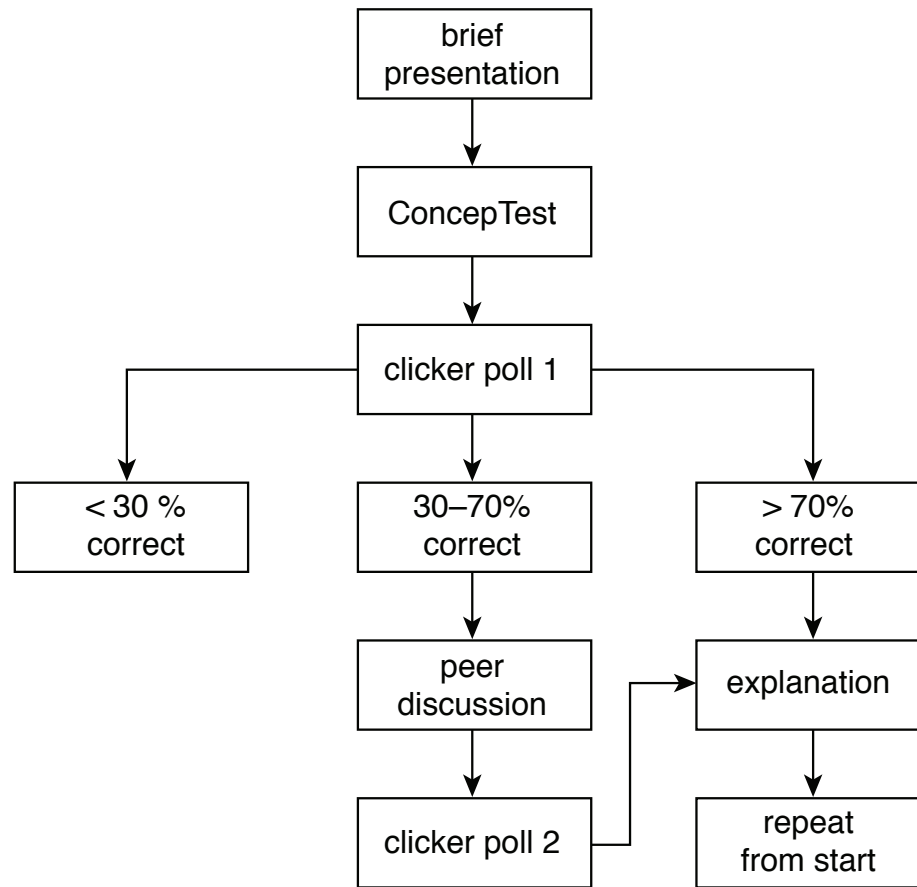 brief
presentation
ConcepTest
clicker poll 1
< 30 %
correct
30–70%
correct
> 70%
correct
peer
discussion
explanation
clicker poll 2
repeat
from start